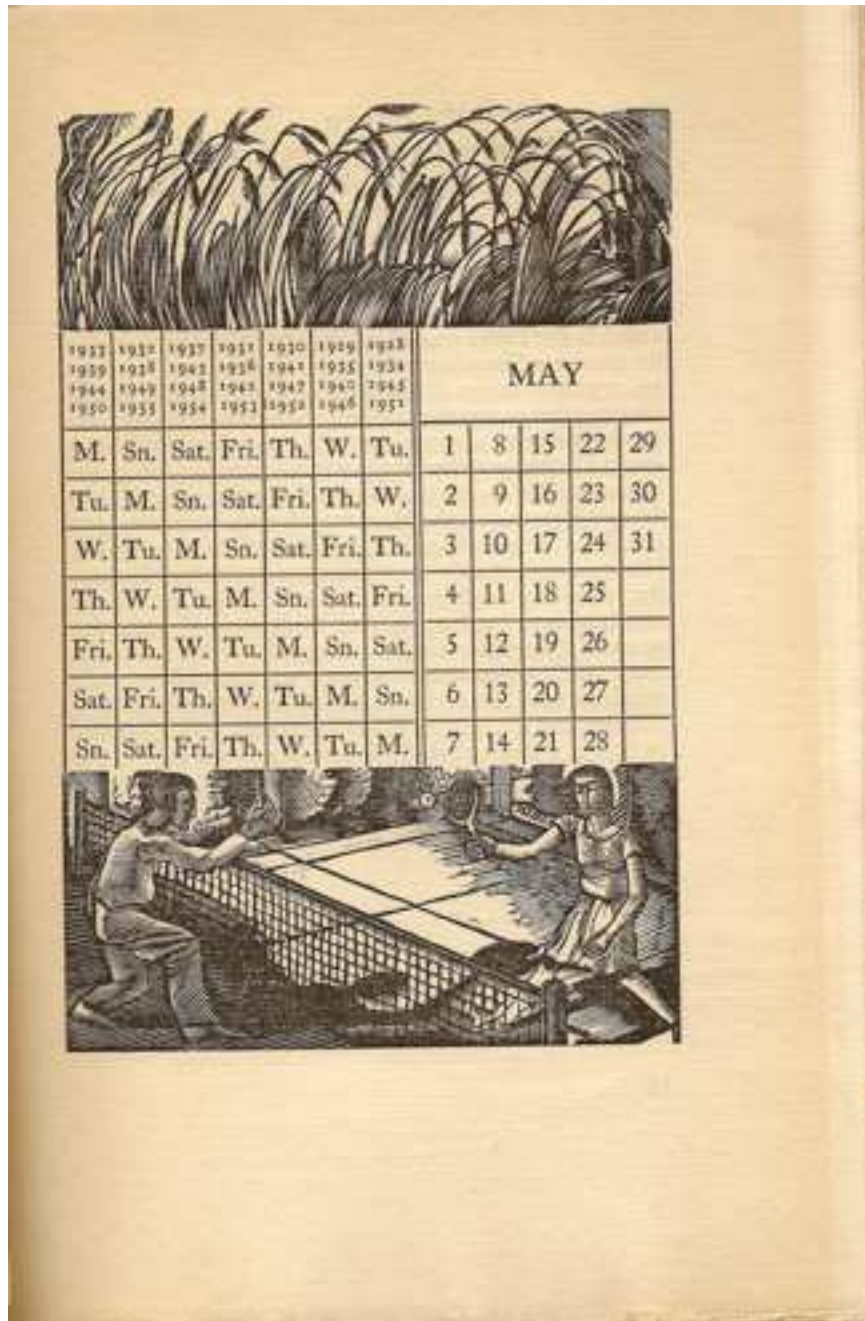 1933 1932 1937 1931 1930 1929 1928
1939 1938 1943 1936 1941 1935 1934
1944 1949 1948 1942 1947 1940 1945
1950 1955 1954 1953 1952 1946 1951
MAY
M. Sn. Sat. Fri. Th. W. Tu. 1 8 15 22 29
Tu. M. Sn. Sat. Fri. Th. W. 2 9 16 23 30
W. Tu. M. Sn. Sat. Fri. Th. 3 10 17 24 31
Th. W. Tu. M. Sn. Sat. Fri. 4 11 18 25
Fri. Th. W. Tu. M. Sn. Sat. 5 12 19 26
Sat. Fri. Th. W. Tu. M. Sn. 6 13 20 27
Sn. Sat. Fri. Th. W. Tu. M. 7 14 21 28